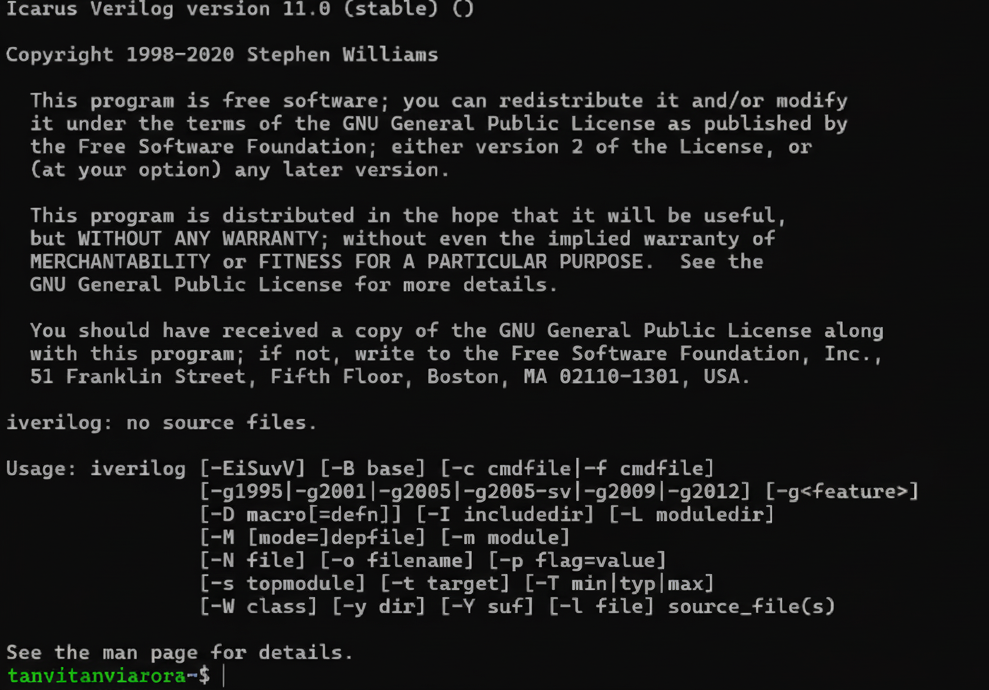 Icarus Verilog version 11.0 (stable) ()
Copyright 1998-2020 Stephen Williams
This program is free software; you can redistribute it and/or modify
it under the terms of the GNU General Public License as published by
the Free Software Foundation; either version 2 of the License, or
(at your option) any later version.
This program is distributed in the hope that it will be useful,
but WITHOUT ANY WARRANTY; without even the implied warranty of
MERCHANTABILITY or FITNESS FOR A PARTICULAR PURPOSE.  See the
GNU General Public License for more details.
You should have received a copy of the GNU General Public License along
with this program; if not, write to the Free Software Foundation, Inc.,
51 Franklin Street, Fifth Floor, Boston, MA 02110-1301, USA.
iverilog: no source files.
Usage: iverilog [-EiSuvV] [-B base] [-c cmdfile|-f cmdfile]
[-g1995|-g2001|-g2005|-g2005-sv|-g2009|-g2012] [-g<feature>]
[-D macro[=defn]] [-I includedir] [-L moduledir]
[-M [mode=]depfile] [-m module]
[-N file] [-o filename] [-p flag=value]
[-s topmodule] [-t target] [-T min|typ|max]
[-W class] [-y dir] [-Y suf] [-l file] source_file(s)
See the man page for details.
tanvitanviarora~$